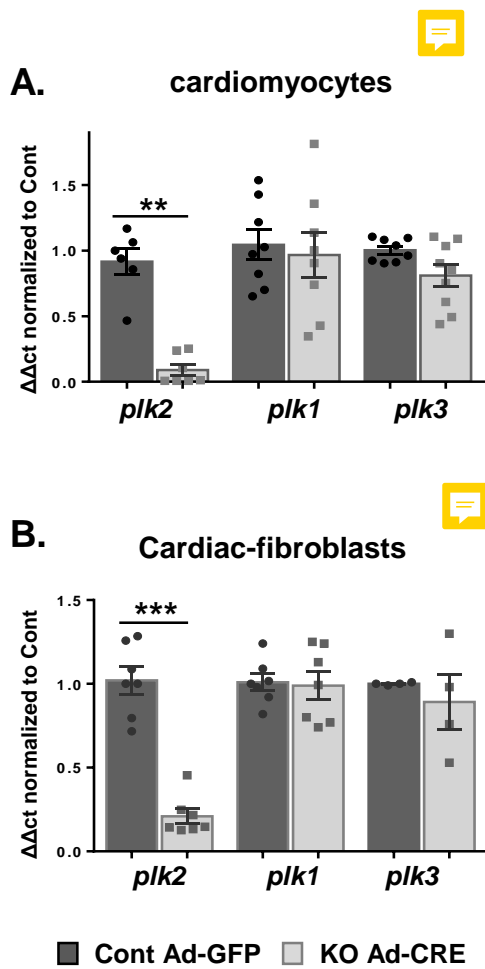 A.
cardiomyocytes
ΔΔct normalized to Cont
1.5
1.0
0.5
0.0
**
plk2 plk1 plk3
B.
Cardiac-fibroblasts
ΔΔct normalized to Cont
1.5
1.0
0.5
0.0
***
plk2 plk1 plk3
Cont Ad-GFP KO Ad-CRE